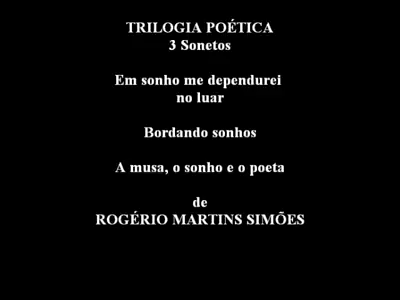 TRILOGIA POÉTICA
3 Sonetos
Em sonho me dependurei
no luar
Bordando sonhos
A musa, o sonho e o poeta
de
ROGÉRIO MARTINS SIMÕES